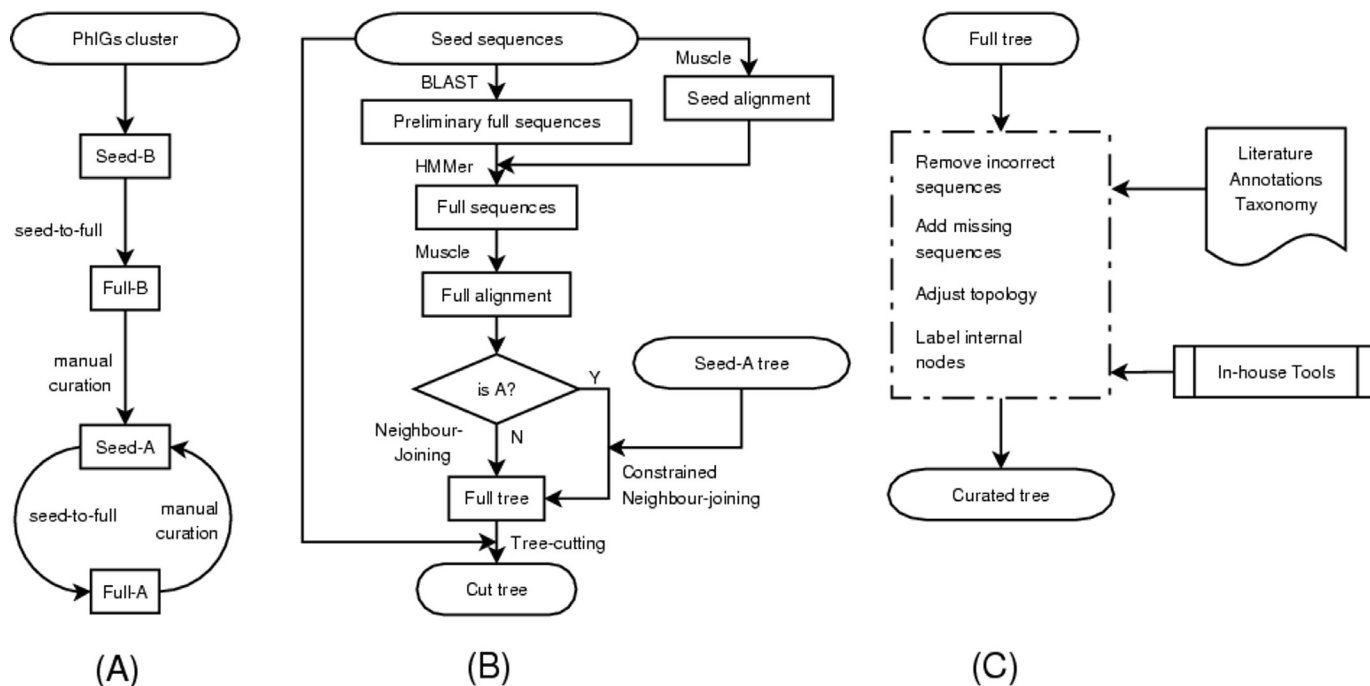 PhIGs cluster
Seed-B
seed-to-full
Full-B
manual
curation
Seed-A
seed-to-full
manual
curation
Full-A
(A)
Seed sequences
BLAST
Muscle
Seed alignment
Preliminary full sequences
HMMer
Full sequences
Muscle
Full alignment
is A?
Y
Seed-A tree
Neighbour-
Joining
N
Constrained
Neighbour-joining
Full tree
Tree-cutting
Cut tree
(B)
Full tree
Remove incorrect
sequences
Add missing
sequences
Adjust topology
Label internal
nodes
Literature
Annotations
Taxonomy
In-house Tools
Curated tree
(C)